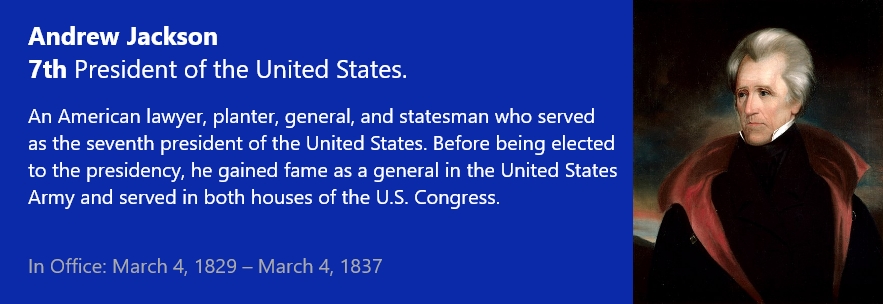 Andrew Jackson
7th President of the United States.
An American lawyer, planter, general, and statesman who served
as the seventh president of the United States. Before being elected
to the presidency, he gained fame as a general in the United States
Army and served in both houses of the U.S. Congress.
In Office: March 4, 1829 – March 4, 1837